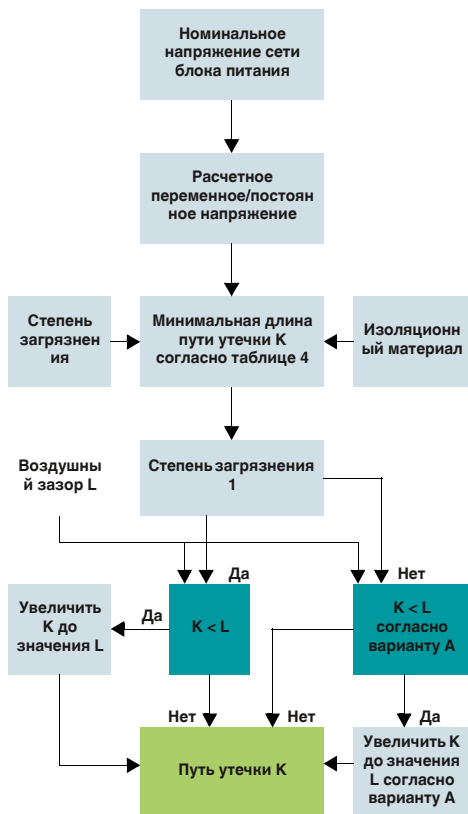 Номинальное
напряжение сети
блока питания
Расчетное
переменное/постоян
ное напряжение
Степень
загрязнен
ия
Минимальная длина
пути утечки K
согласно таблице 4
Изоляционн
ый материал
Воздушны
й зазор L
Степень загрязнения
1
Да
Нет
Увеличить
K до
значения L
Да
K < L
K < L
согласно
варианту A
Нет
Нет
Да
Путь утечки K
Увеличить K
до значения
L согласно
варианту A